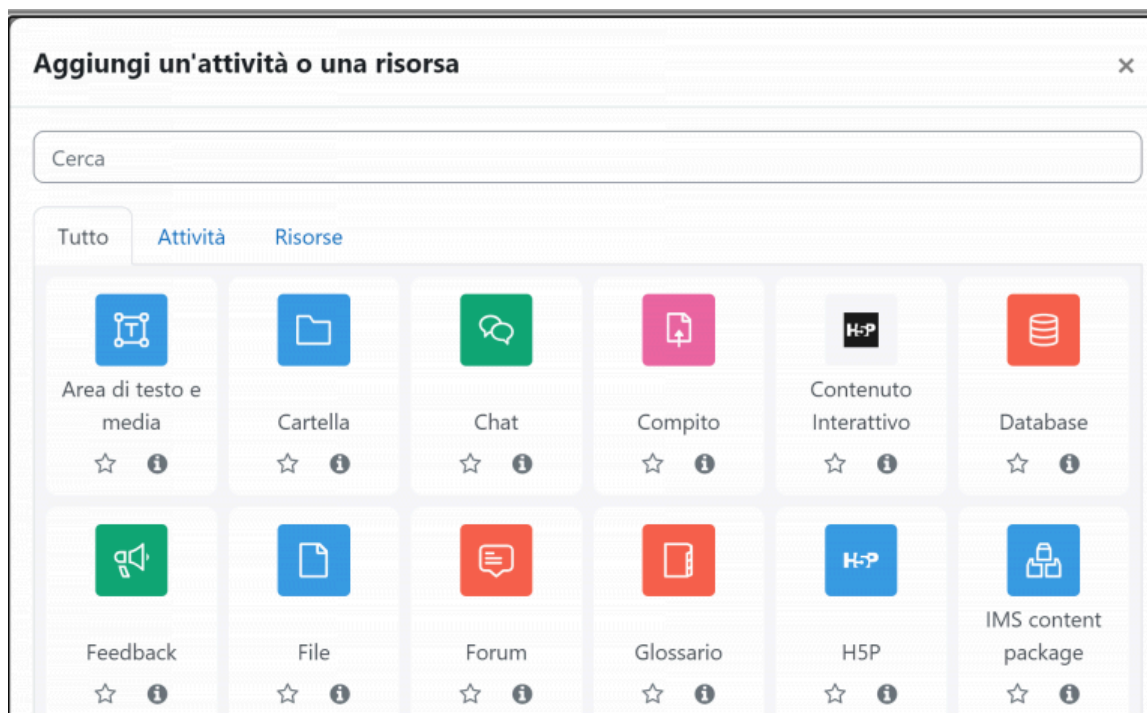 Aggiungi un'attività o una risorsa
×
Cerca
Tutto Attività Risorse
H5P
Area di testo e
media
Cartella
Chat
Compito
Contenuto
Interattivo
Database
H5P
Feedback
File
Forum
Glossario
H5P
IMS content
package